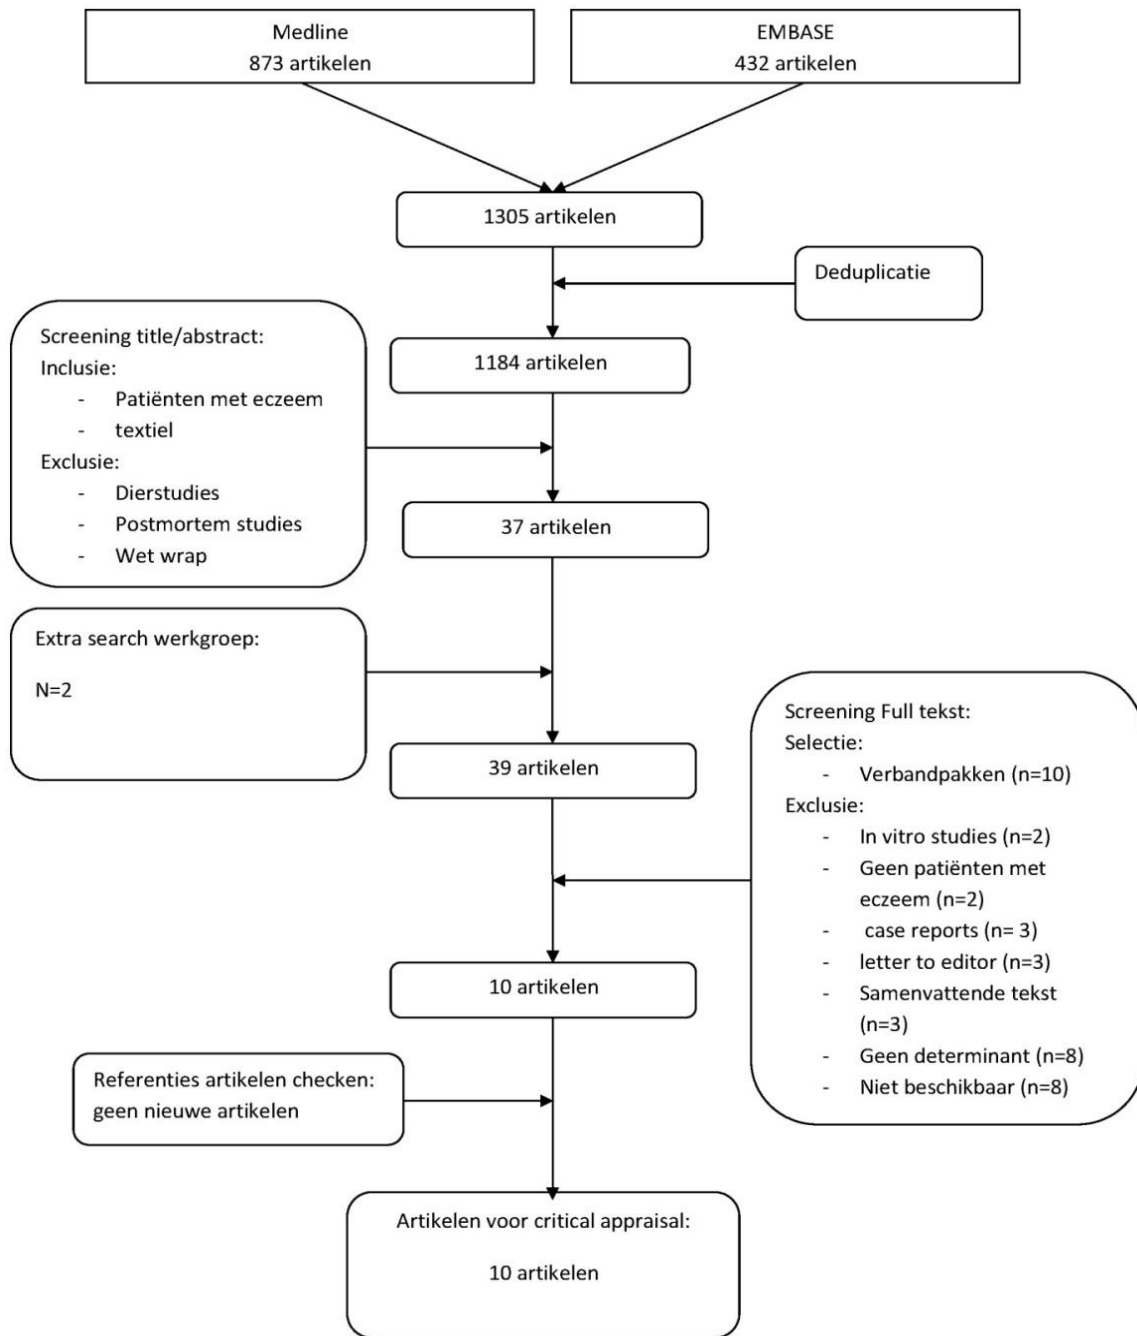 Medline
873 artikelen
EMBASE
432 artikelen
1305 artikelen
Deduplicatie
Screening title/abstract:
Inclusie:
- Patiënten met eczeem
- textiel
Exclusie:
- Dierstudies
- Postmortem studies
- Wet wrap
1184 artikelen
37 artikelen
Extra search werkgroep:
N=2
39 artikelen
Screening Full tekst:
Selectie:
- Verbandpakken (n=10)
Exclusie:
- In vitro studies (n=2)
- Geen patiënten met
eczeem (n=2)
- case reports (n= 3)
- letter to editor (n=3)
- Samenvattende tekst
(n=3)
- Geen determinant (n=8)
- Niet beschikbaar (n=8)
10 artikelen
Referenties artikelen checken:
geen nieuwe artikelen
Artikelen voor critical appraisal:
10 artikelen